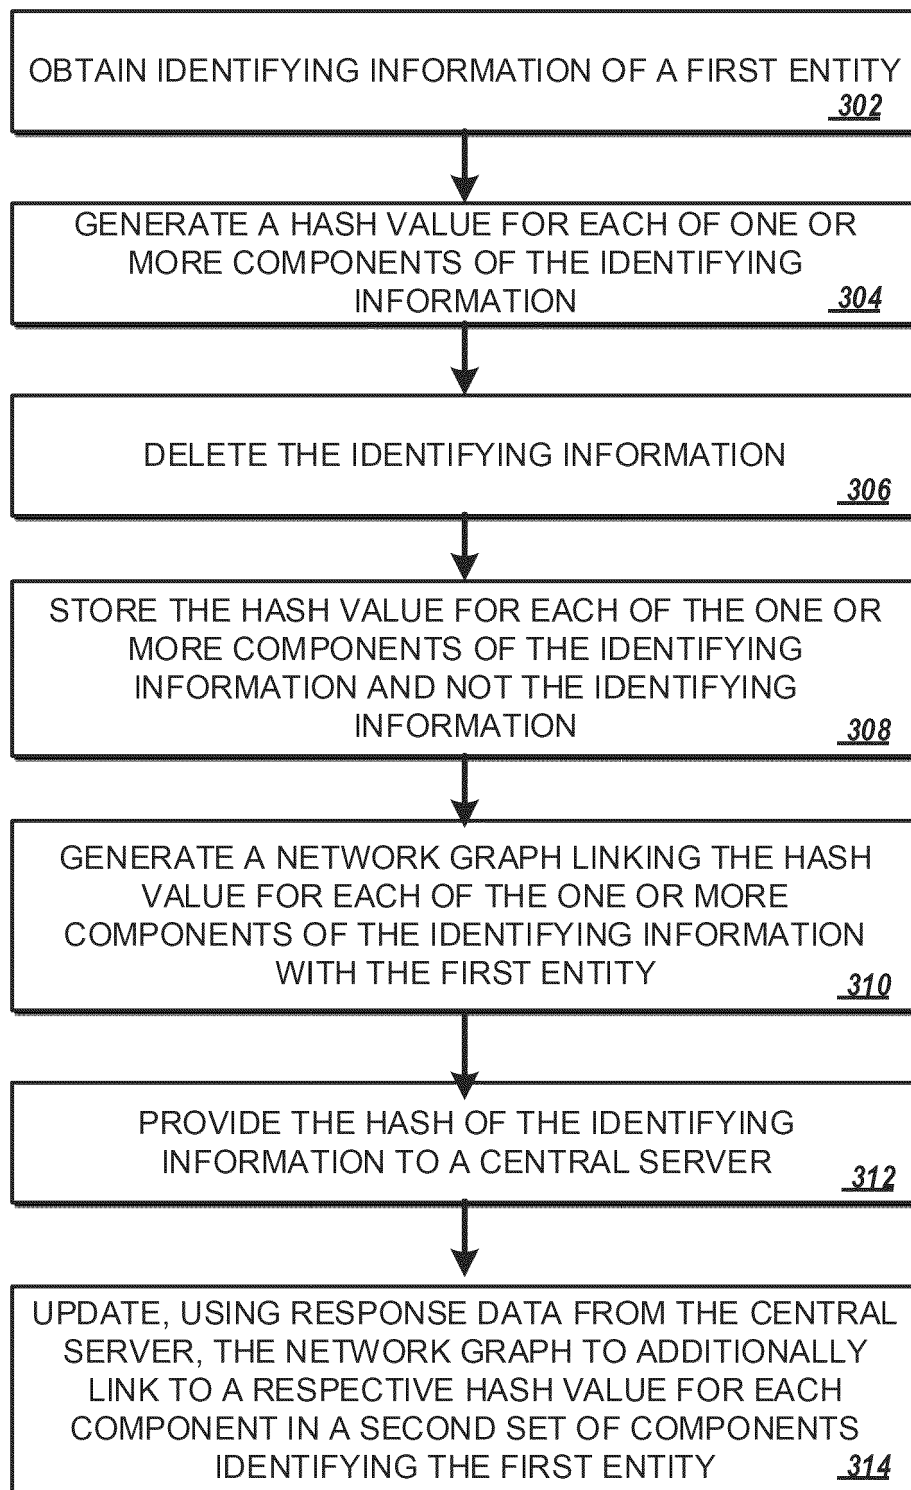 OBTAIN IDENTIFYING INFORMATION OF A FIRST ENTITY
302
GENERATE A HASH VALUE FOR EACH OF ONE OR
MORE COMPONENTS OF THE IDENTIFYING
INFORMATION
304
DELETE THE IDENTIFYING INFORMATION
306
STORE THE HASH VALUE FOR EACH OF THE ONE OR
MORE COMPONENTS OF THE IDENTIFYING
INFORMATION AND NOT THE IDENTIFYING
INFORMATION
308
GENERATE A NETWORK GRAPH LINKING THE HASH
VALUE FOR EACH OF THE ONE OR MORE
COMPONENTS OF THE IDENTIFYING INFORMATION
WITH THE FIRST ENTITY
310
PROVIDE THE HASH OF THE IDENTIFYING
INFORMATION TO A CENTRAL SERVER
312
UPDATE, USING RESPONSE DATA FROM THE CENTRAL
SERVER, THE NETWORK GRAPH TO ADDITIONALLY
LINK TO A RESPECTIVE HASH VALUE FOR EACH
COMPONENT IN A SECOND SET OF COMPONENTS
IDENTIFYING THE FIRST ENTITY
314